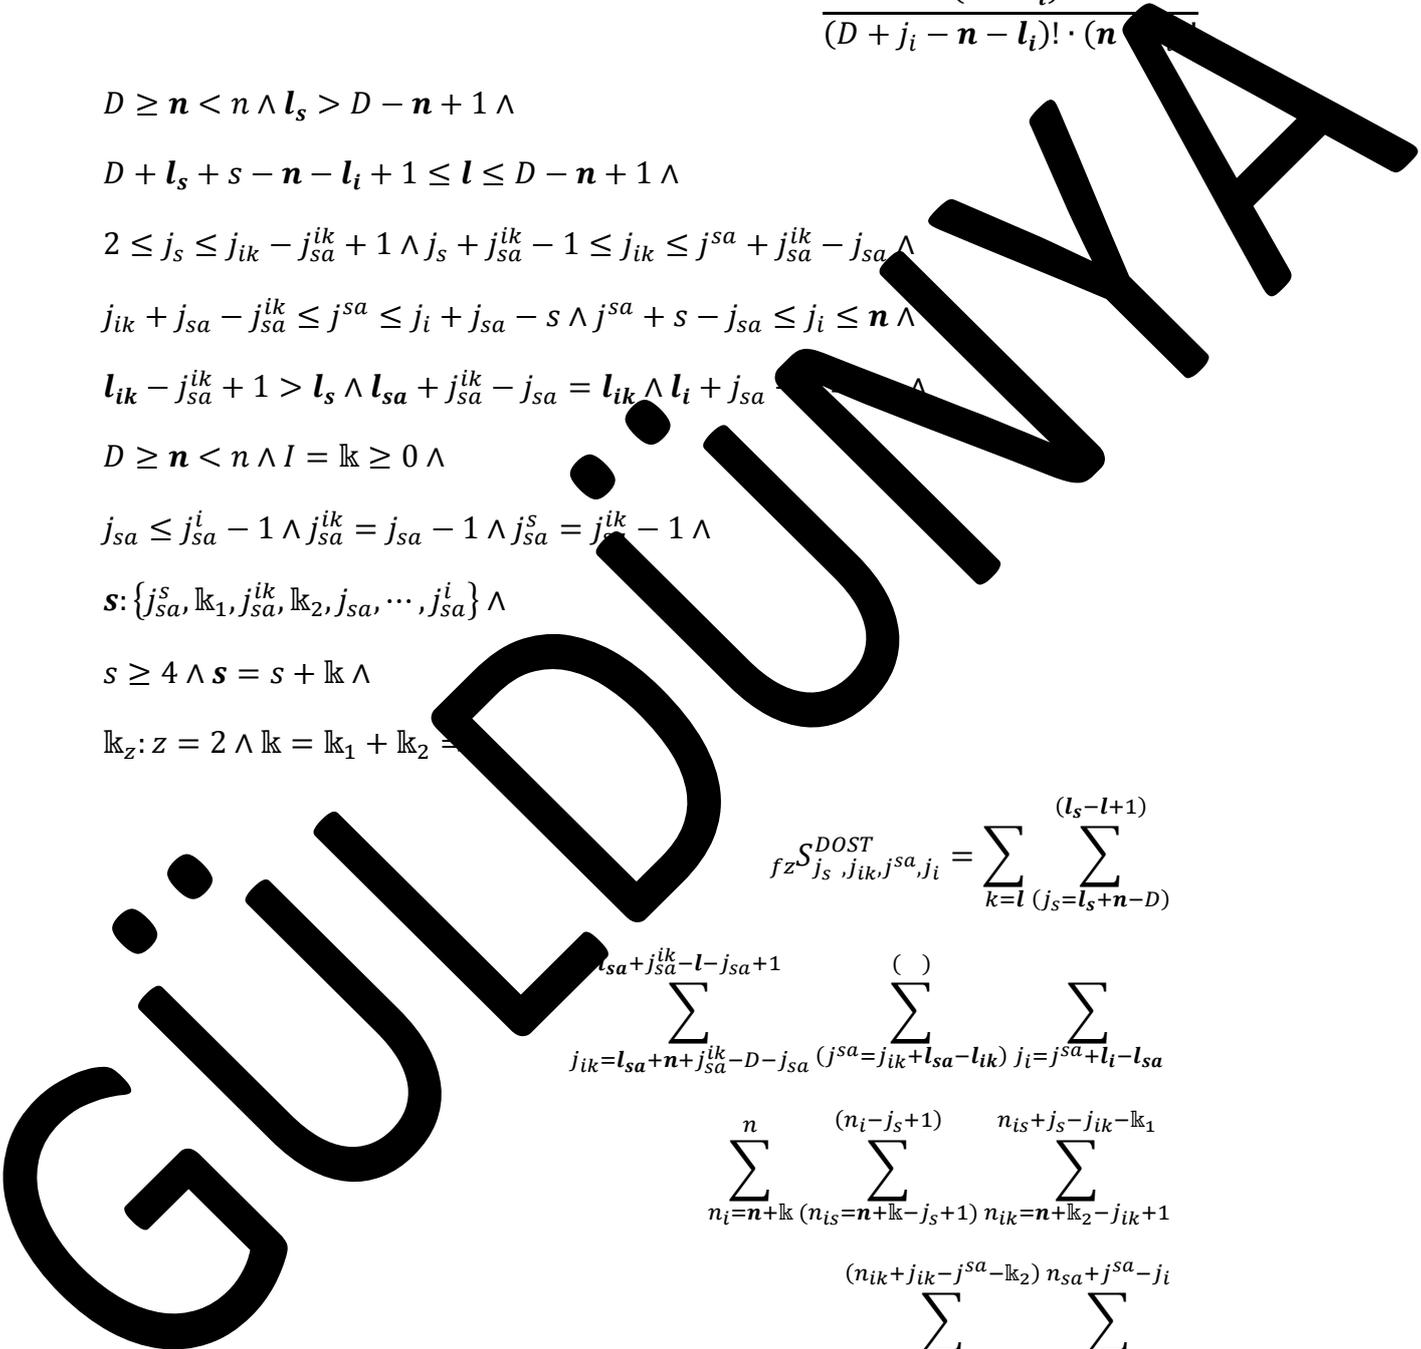 (D + j_i − n − l_i)! · (n
D ≥ n < n ∧ l_s > D − n + 1 ∧
D + l_s + s − n − l_i + 1 ≤ l ≤ D − n + 1 ∧
2 ≤ j_s ≤ j_ik − j_sa^ik + 1 ∧ j_s + j_sa^ik − 1 ≤ j_ik ≤ j^sa + j_sa^ik − j_sa ∧
j_ik + j_sa − j_sa^ik ≤ j^sa ≤ j_i + j_sa − s ∧ j^sa + s − j_sa ≤ j_i ≤ n ∧
l_ik − j_sa^ik + 1 > l_s ∧ l_sa + j_sa^ik − j_sa = l_ik ∧ l_i + j_sa ∧
D ≥ n < n ∧ I = 𝕜 ≥ 0 ∧
j_sa ≤ j_sa^i − 1 ∧ j_sa^ik = j_sa − 1 ∧ j_sa^s = j_sa^ik − 1 ∧
s: {j_sa^s, 𝕜_1, j_sa^ik, 𝕜_2, j_sa, ⋯ , j_sa^i} ∧
s ≥ 4 ∧ s = s + 𝕜 ∧
𝕜_z: z = 2 ∧ 𝕜 = 𝕜_1 + 𝕜_2 =
(l_s−l+1)
fzS^DOST_j_s ,j_ik,j^sa,j_i = ∑ ∑
k=l (j_s=l_s+n−D)
l_sa+j_sa^ik−l−j_sa+1 ( )
∑ ∑ ∑
j_ik=l_sa+n+j_sa^ik−D−j_sa (j^sa=j_ik+l_sa−l_ik) j_i=j^sa+l_i−l_sa
n (n_i−j_s+1) n_is+j_s−j_ik−𝕜_1
∑ ∑ ∑
n_i=n+𝕜 (n_is=n+𝕜−j_s+1) n_ik=n+𝕜_2−j_ik+1
(n_ik+j_ik−j^sa−𝕜_2) n_sa+j^sa−j_i
∑ ∑
GÜLDÜNYA